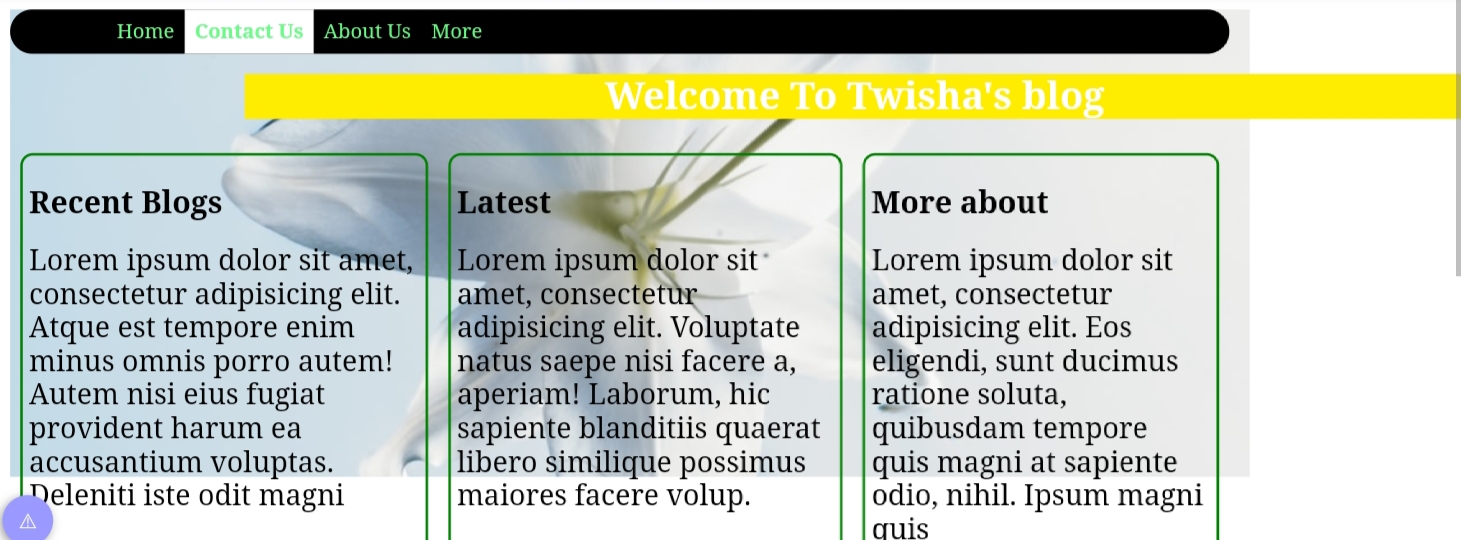 Home Contact Us About Us More
Welcome To Twisha's blog
Recent Blogs
Lorem ipsum dolor sit amet,
consectetur adipisicing elit.
Atque est tempore enim
minus omnis porro autem!
Autem nisi eius fugiat
provident harum ea
accusantium voluptas.
Deleniti iste odit magni
Latest
Lorem ipsum dolor sit
amet, consectetur
adipisicing elit. Voluptate
natus saepe nisi facere a,
aperiam! Laborum, hic
sapiente blanditiis quaerat
libero similique possimus
maiores facere volup.
More about
Lorem ipsum dolor sit
amet, consectetur
adipisicing elit. Eos
eligendi, sunt ducimus
ratione soluta,
quibusdam tempore
quis magni at sapiente
odio, nihil. Ipsum magni
quis